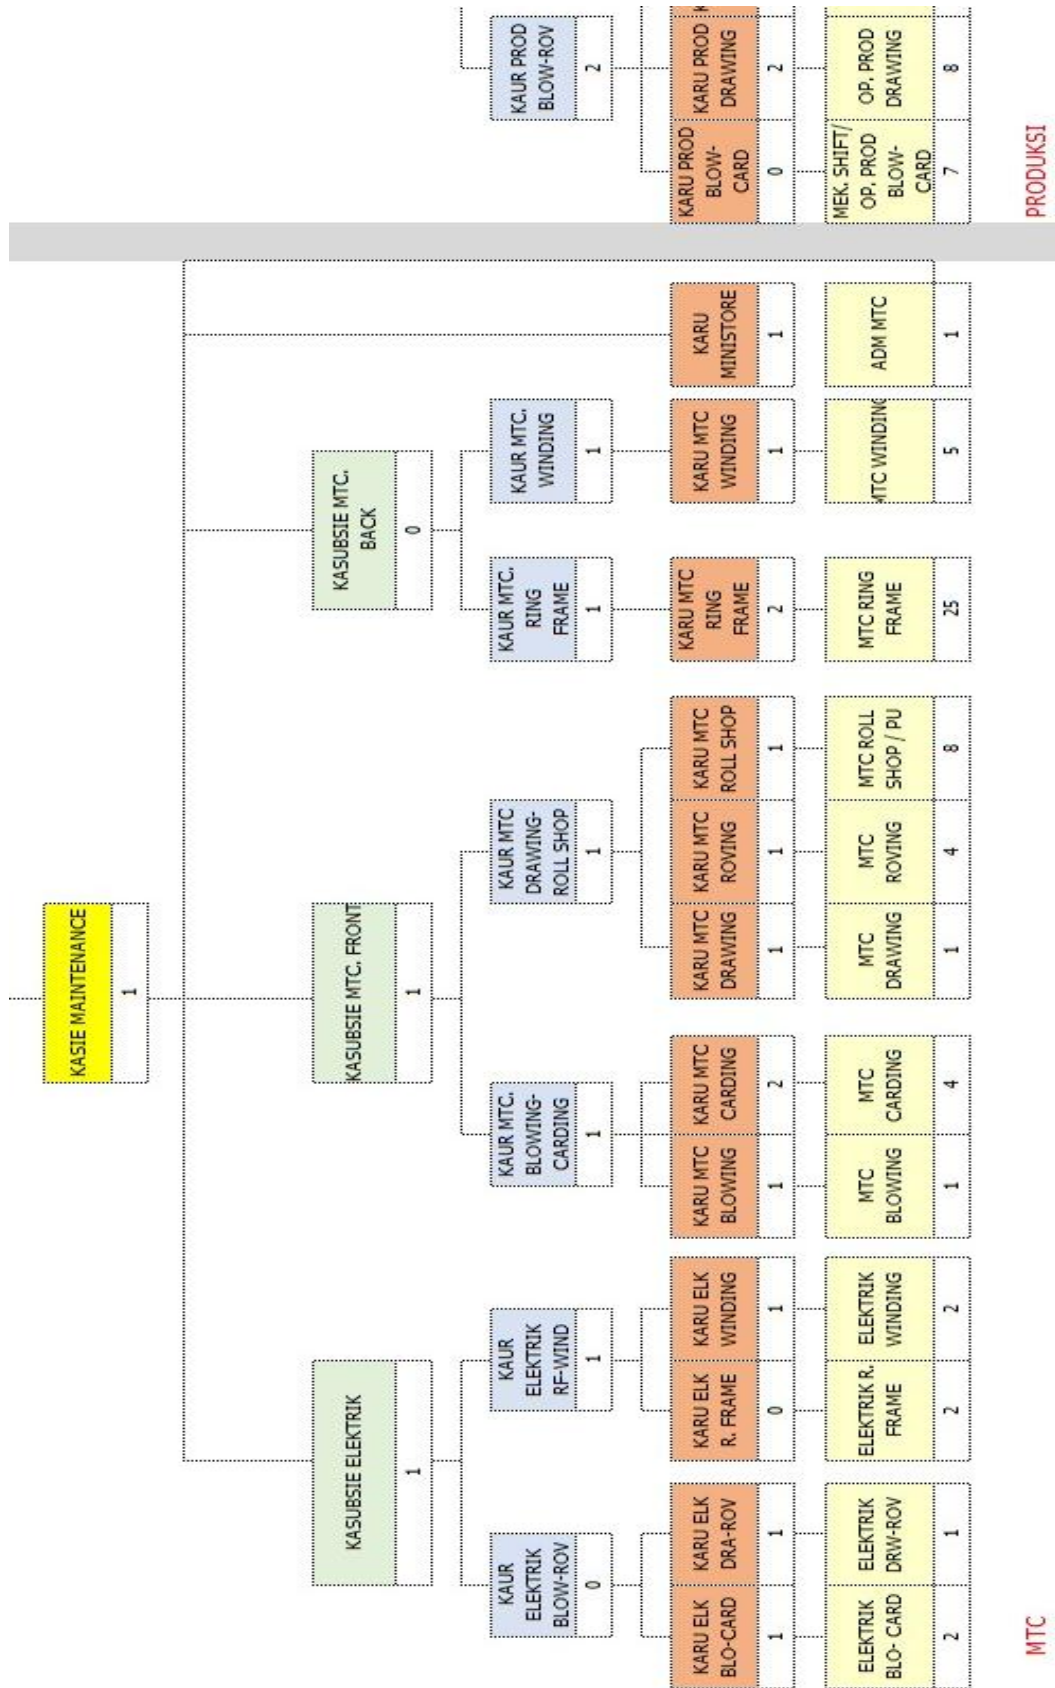 KASIE MAINTENANCE
1
KASUBSIE ELEKTRIK
1
KASUBSIE MTC. FRONT
1
KASUBSIE MTC.
BACK
0
KAUR
ELEKTRIK
BLOW-ROV
0
KAUR
ELEKTRIK
RF-WIND
1
KAUR MTC.
BLOWING-
CARDING
1
KAUR MTC
DRAWING-
ROLL SHOP
1
KAUR MTC.
RING
FRAME
1
KAUR MTC.
WINDING
1
KAUR PROD
BLOW-ROV
2
KARU ELK
BLO-CARD
1
KARU ELK
DRA-ROV
1
KARU ELK
R. FRAME
0
KARU ELK
WINDING
1
KARU MTC
BLOWING
1
KARU MTC
CARDING
2
KARU MTC
DRAWING
1
KARU MTC
ROVING
1
KARU MTC
ROLL SHOP
1
KARU MTC
RING
FRAME
2
KARU MTC
WINDING
1
KARU
MINISTORE
1
KARU PROD
BLOW-
CARD
0
KARU PROD
DRAWING
2
ELEKTRIK
BLO- CARD
2
ELEKTRIK
DRW-ROV
1
ELEKTRIK R.
FRAME
2
ELEKTRIK
WINDING
2
MTC
BLOWING
1
MTC
CARDING
4
MTC
DRAWING
1
MTC
ROVING
4
MTC ROLL
SHOP / PU
8
MTC RING
FRAME
25
MTC WINDING
5
ADM MTC
1
MEK. SHIFT/
OP. PROD
BLOW-
CARD
7
OP. PROD
DRAWING
8
MTC
PRODUKSI